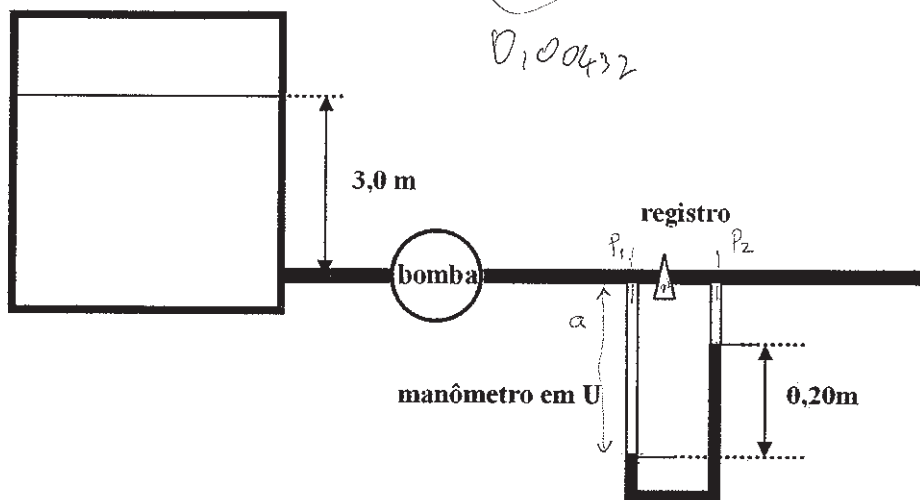 0,00432
3,0 m
registro
P1
P2
bomba
a
manômetro em U
0,20m